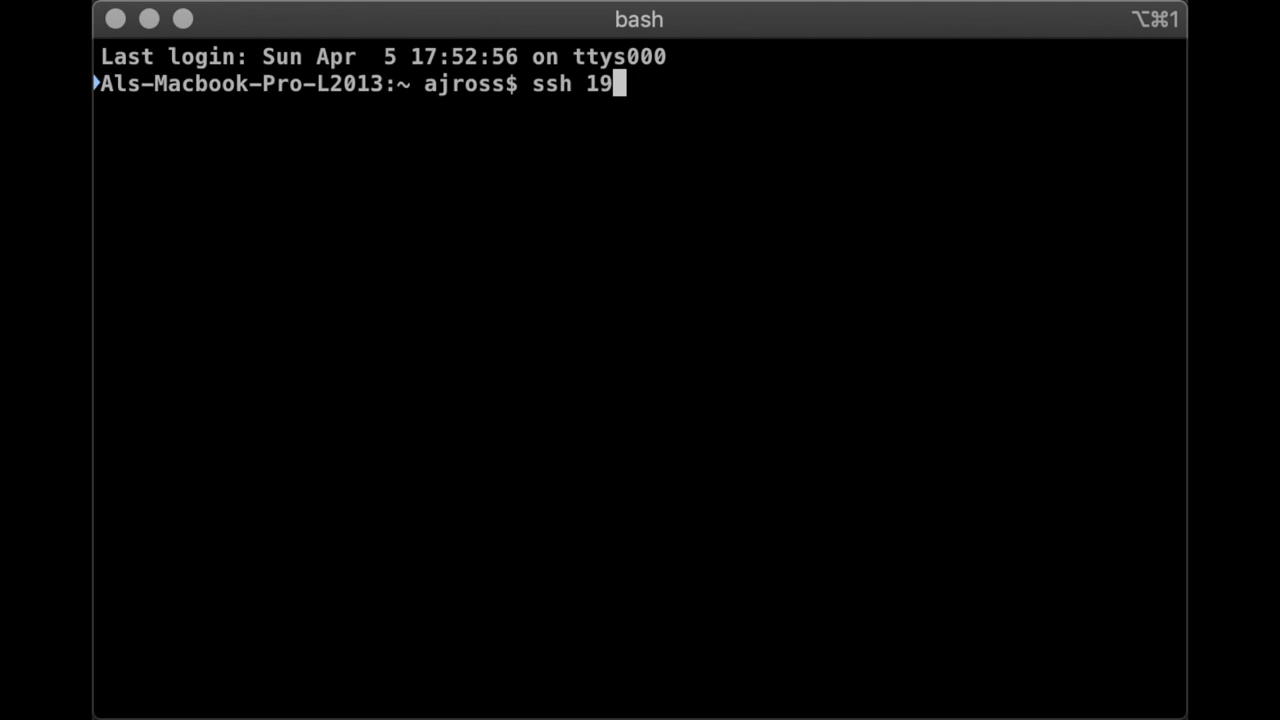 bash ⌥⌘1
Last login: Sun Apr  5 17:52:56 on ttys000
Als-Macbook-Pro-L2013:~ ajross$ ssh 19